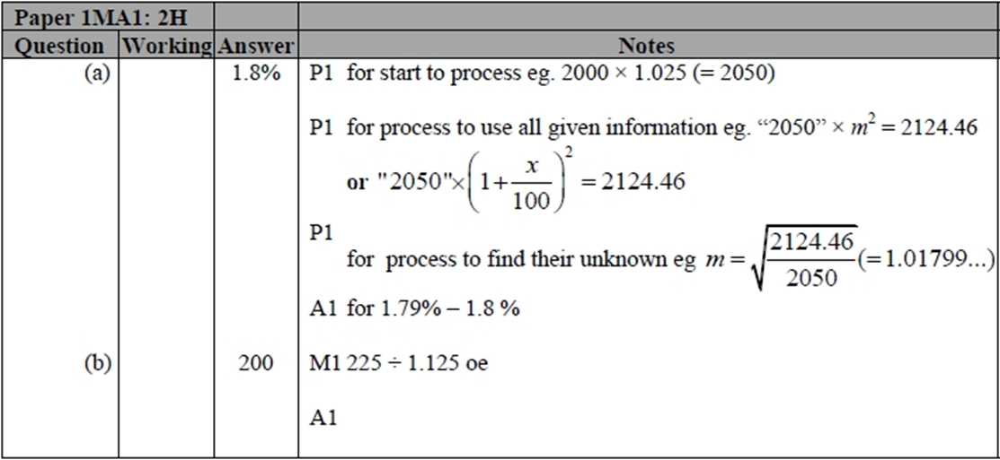 Paper 1MA1: 2H
Question Working Answer Notes
(a) 1.8% P1 for start to process eg. 2000 × 1.025 (= 2050)
P1 for process to use all given information eg. “2050” × m² = 2124.46
or "2050"×(1+x/100)² = 2124.46
P1
for process to find their unknown eg m = √(2124.46/2050) (=1.01799...)
A1 for 1.79% – 1.8 %
(b) 200 M1 225 ÷ 1.125 oe
A1